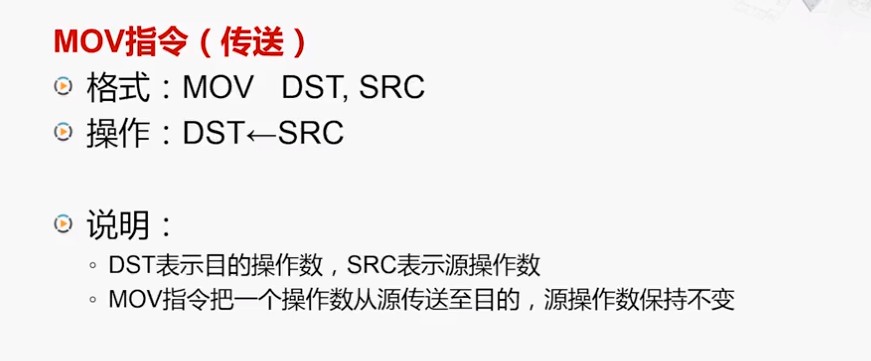 MOV指令（传送）
格式：MOV DST, SRC
操作：DST←SRC
说明：
DST表示目的操作数，SRC表示源操作数
MOV指令把一个操作数从源传送至目的，源操作数保持不变